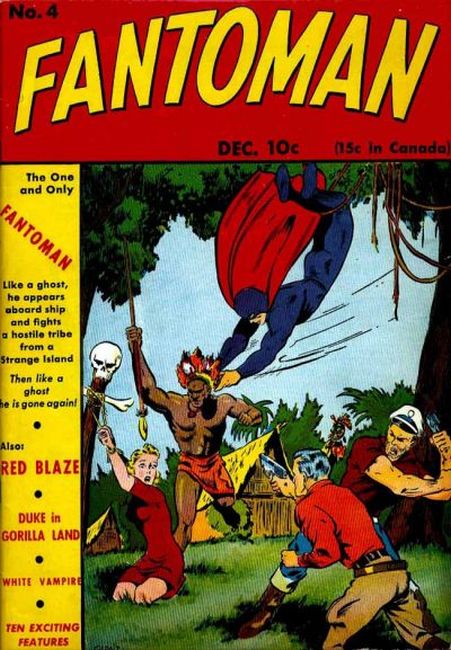 No. 4
FANTOMAN
DEC. 10c (15c in Canada)
The One
and Only
FANTOMAN
Like a ghost,
he appears
aboard ship
and fights
a hostile tribe
from a
Strange Island
Then like a
ghost
he is gone again!
Also:
RED BLAZE
DUKE in
GORILLA LAND
WHITE VAMPIRE
TEN EXCITING
FEATURES